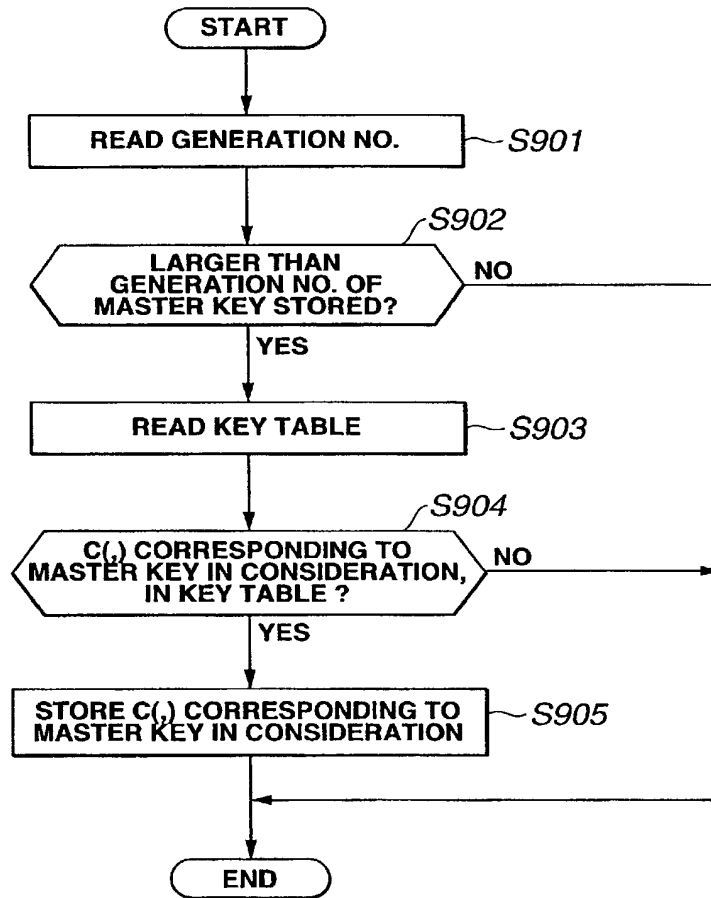 START
READ GENERATION NO.
S901
S902
LARGER THAN
GENERATION NO. OF
MASTER KEY STORED?
NO
YES
READ KEY TABLE
S903
S904
C(,) CORRESPONDING TO
MASTER KEY IN CONSIDERATION,
IN KEY TABLE ?
NO
YES
STORE C(,) CORRESPONDING TO
MASTER KEY IN CONSIDERATION
S905
END